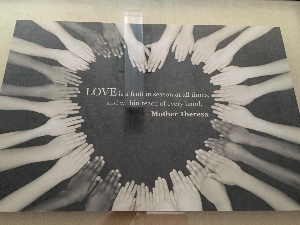 LOVE is a fruit in season at all times,
and within reach of every hand.
- Mother Theresa